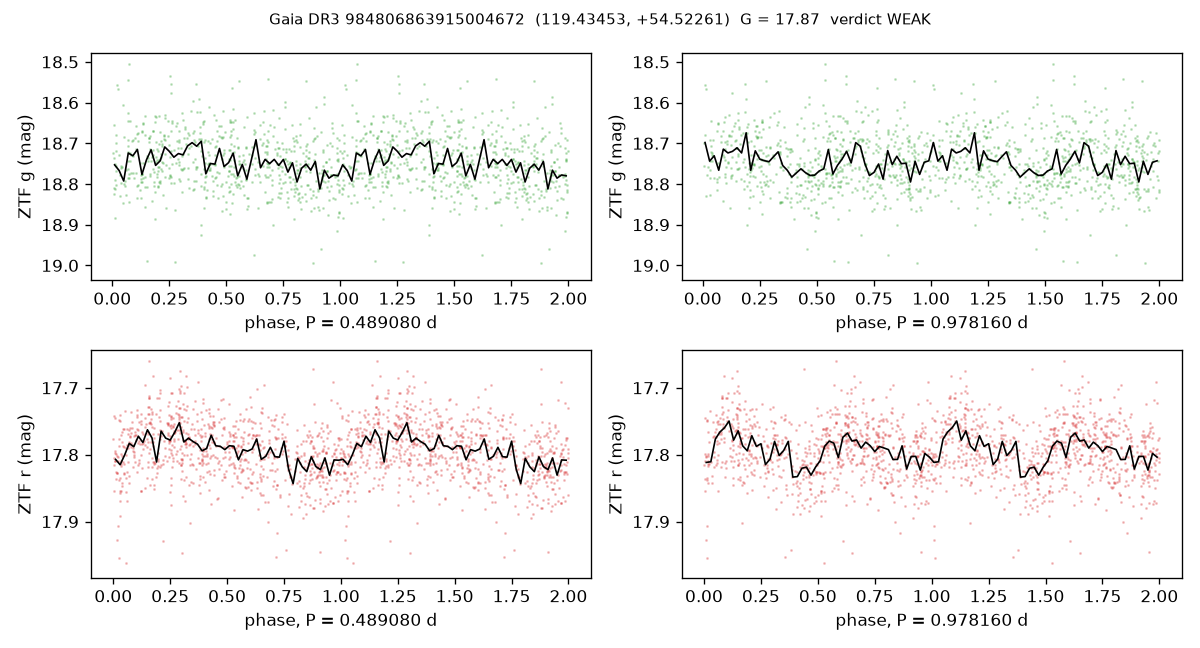 Gaia DR3 984806863915004672  (119.43453, +54.52261)  G = 17.87  verdict WEAK
ZTF g (mag)
18.5
18.6
18.7
18.8
18.9
19.0
0.00 0.25 0.50 0.75 1.00 1.25 1.50 1.75 2.00
phase, P = 0.489080 d
ZTF g (mag)
18.5
18.6
18.7
18.8
18.9
19.0
0.00 0.25 0.50 0.75 1.00 1.25 1.50 1.75 2.00
phase, P = 0.978160 d
ZTF r (mag)
17.7
17.8
17.9
0.00 0.25 0.50 0.75 1.00 1.25 1.50 1.75 2.00
phase, P = 0.489080 d
ZTF r (mag)
17.7
17.8
17.9
0.00 0.25 0.50 0.75 1.00 1.25 1.50 1.75 2.00
phase, P = 0.978160 d